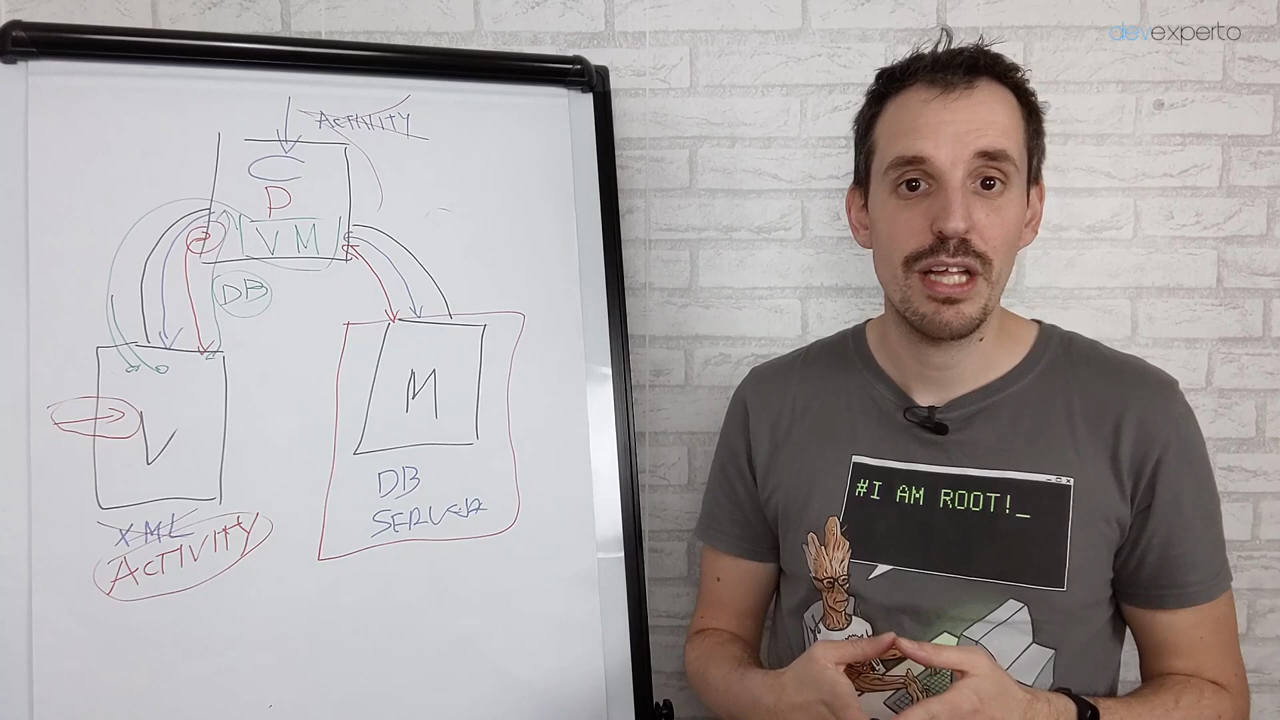 devexperto
ACTIVITY
C
P
VM
DB
V
M
XML
ACTIVITY
DB
SERVER
#I AM ROOT!_